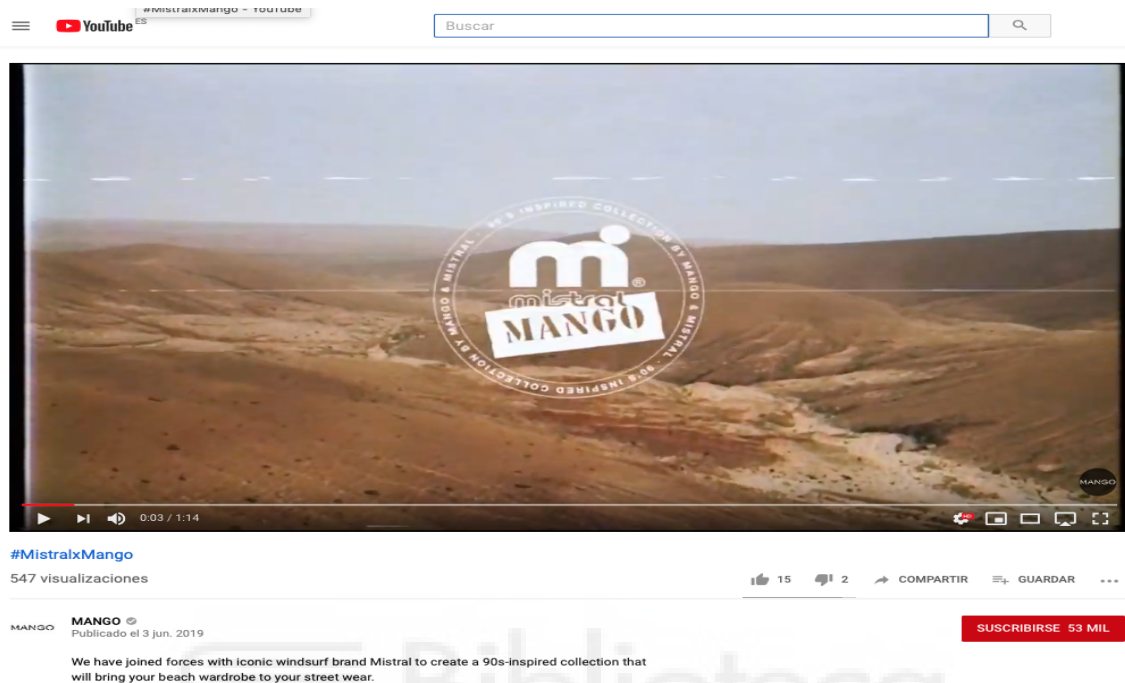 #MistralxMango - YouTube
YouTube ES
Buscar
90'S INSPIRED COLLECTION BY MANGO & MISTRAL · 90'S INSPIRED COLLECTION BY MANGO & MISTRAL ·
mi®
mistral
MANGO
MANGO
0:03 / 1:14
HD
#MistralxMango
547 visualizaciones
15 2 COMPARTIR GUARDAR
MANGO MANGO
Publicado el 3 jun. 2019
SUSCRIBIRSE 53 MIL
We have joined forces with iconic windsurf brand Mistral to create a 90s-inspired collection that
will bring your beach wardrobe to your street wear.
Biblioteca